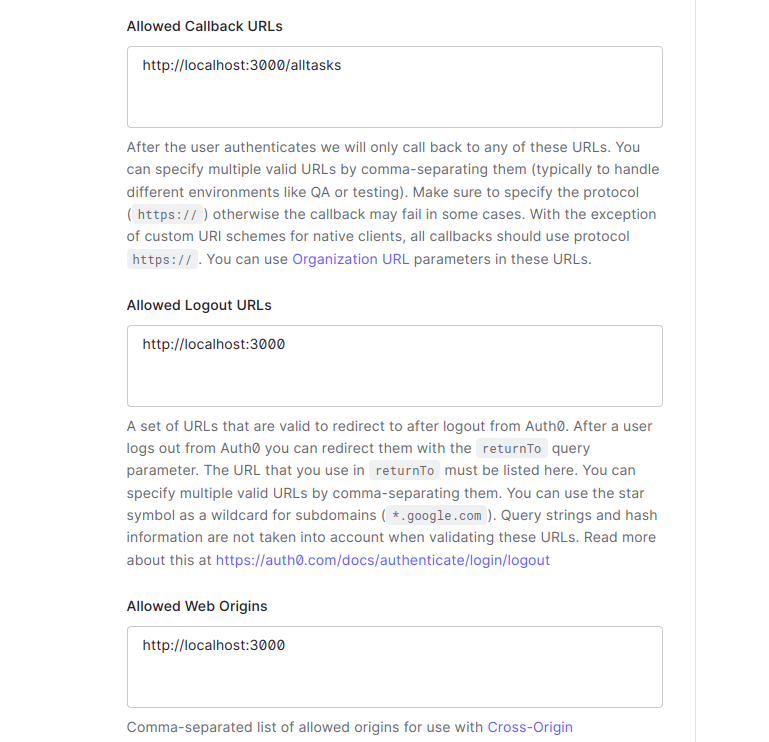 Allowed Callback URLs
http://localhost:3000/alltasks
After the user authenticates we will only call back to any of these URLs. You
can specify multiple valid URLs by comma-separating them (typically to handle
different environments like QA or testing). Make sure to specify the protocol
( https:// ) otherwise the callback may fail in some cases. With the exception
of custom URI schemes for native clients, all callbacks should use protocol
https:// . You can use Organization URL parameters in these URLs.
Allowed Logout URLs
http://localhost:3000
A set of URLs that are valid to redirect to after logout from Auth0. After a user
logs out from Auth0 you can redirect them with the returnTo query
parameter. The URL that you use in returnTo must be listed here. You can
specify multiple valid URLs by comma-separating them. You can use the star
symbol as a wildcard for subdomains ( *.google.com ). Query strings and hash
information are not taken into account when validating these URLs. Read more
about this at https://auth0.com/docs/authenticate/login/logout
Allowed Web Origins
http://localhost:3000
Comma-separated list of allowed origins for use with Cross-Origin